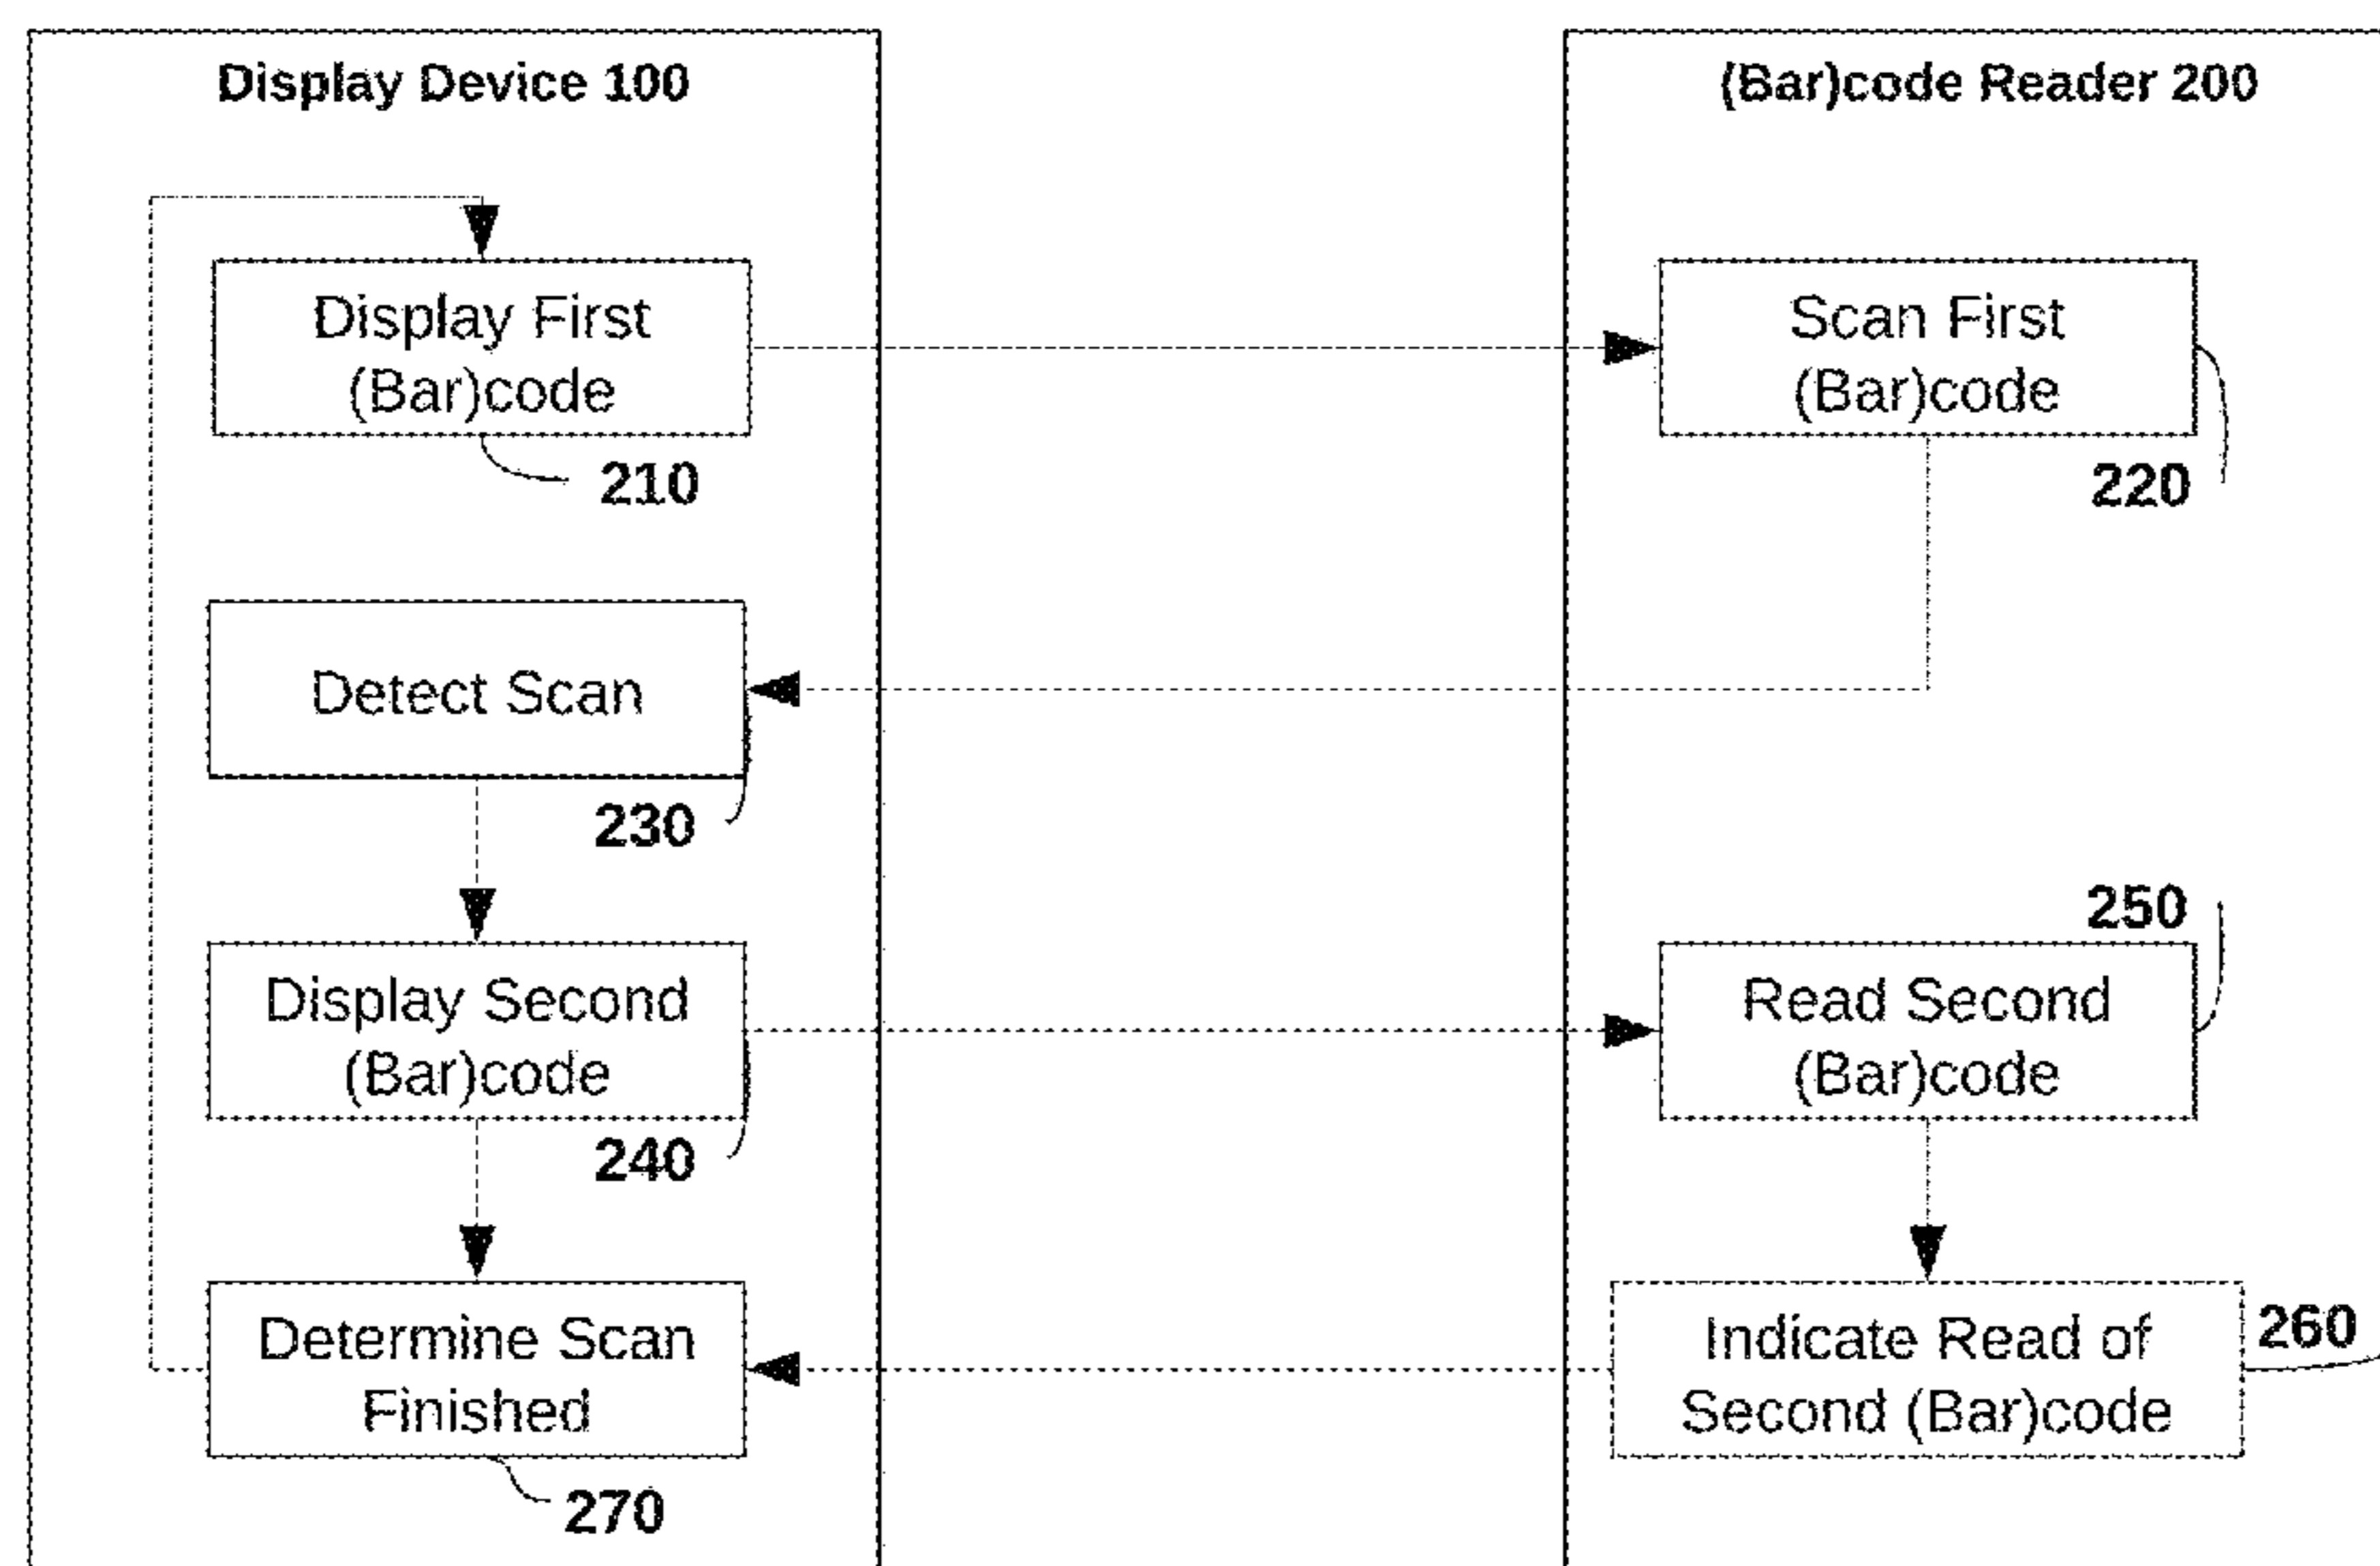 Display Device 100
(Bar)code Reader 200
Display First
(Bar)code
210
Scan First
(Bar)code
220
Detect Scan
230
Display Second
(Bar)code
240
250
Read Second
(Bar)code
Determine Scan
Finished
270
Indicate Read of
Second (Bar)code
260